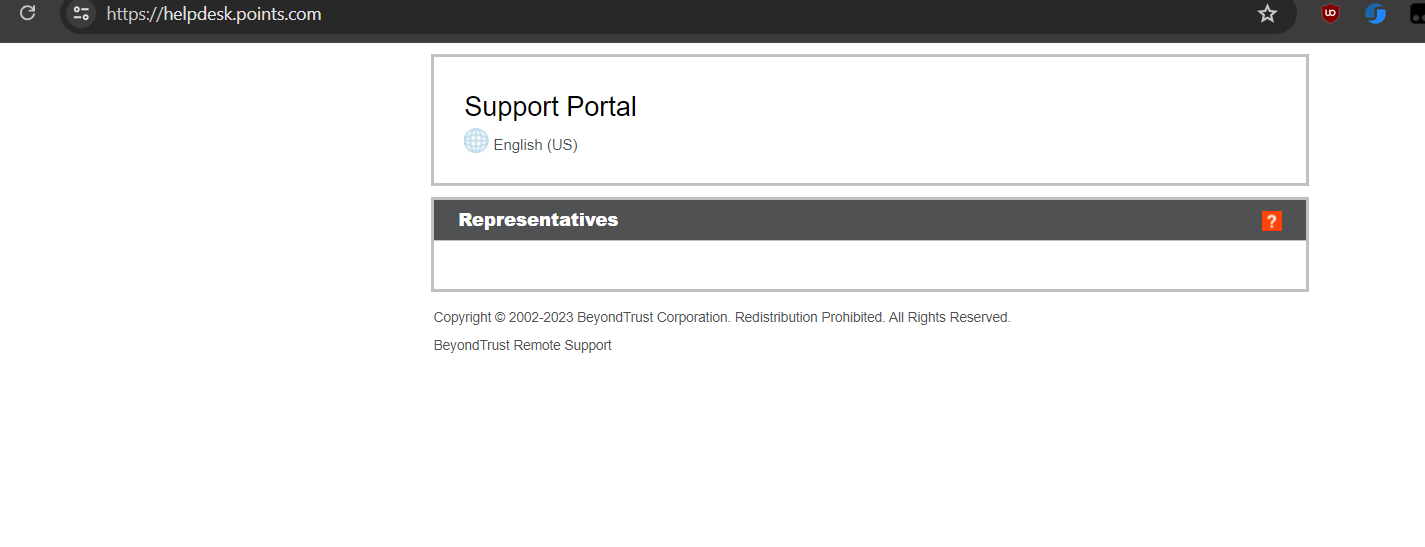 https://helpdesk.points.com
Support Portal
English (US)
Representatives
?
Copyright © 2002-2023 BeyondTrust Corporation. Redistribution Prohibited. All Rights Reserved.
BeyondTrust Remote Support